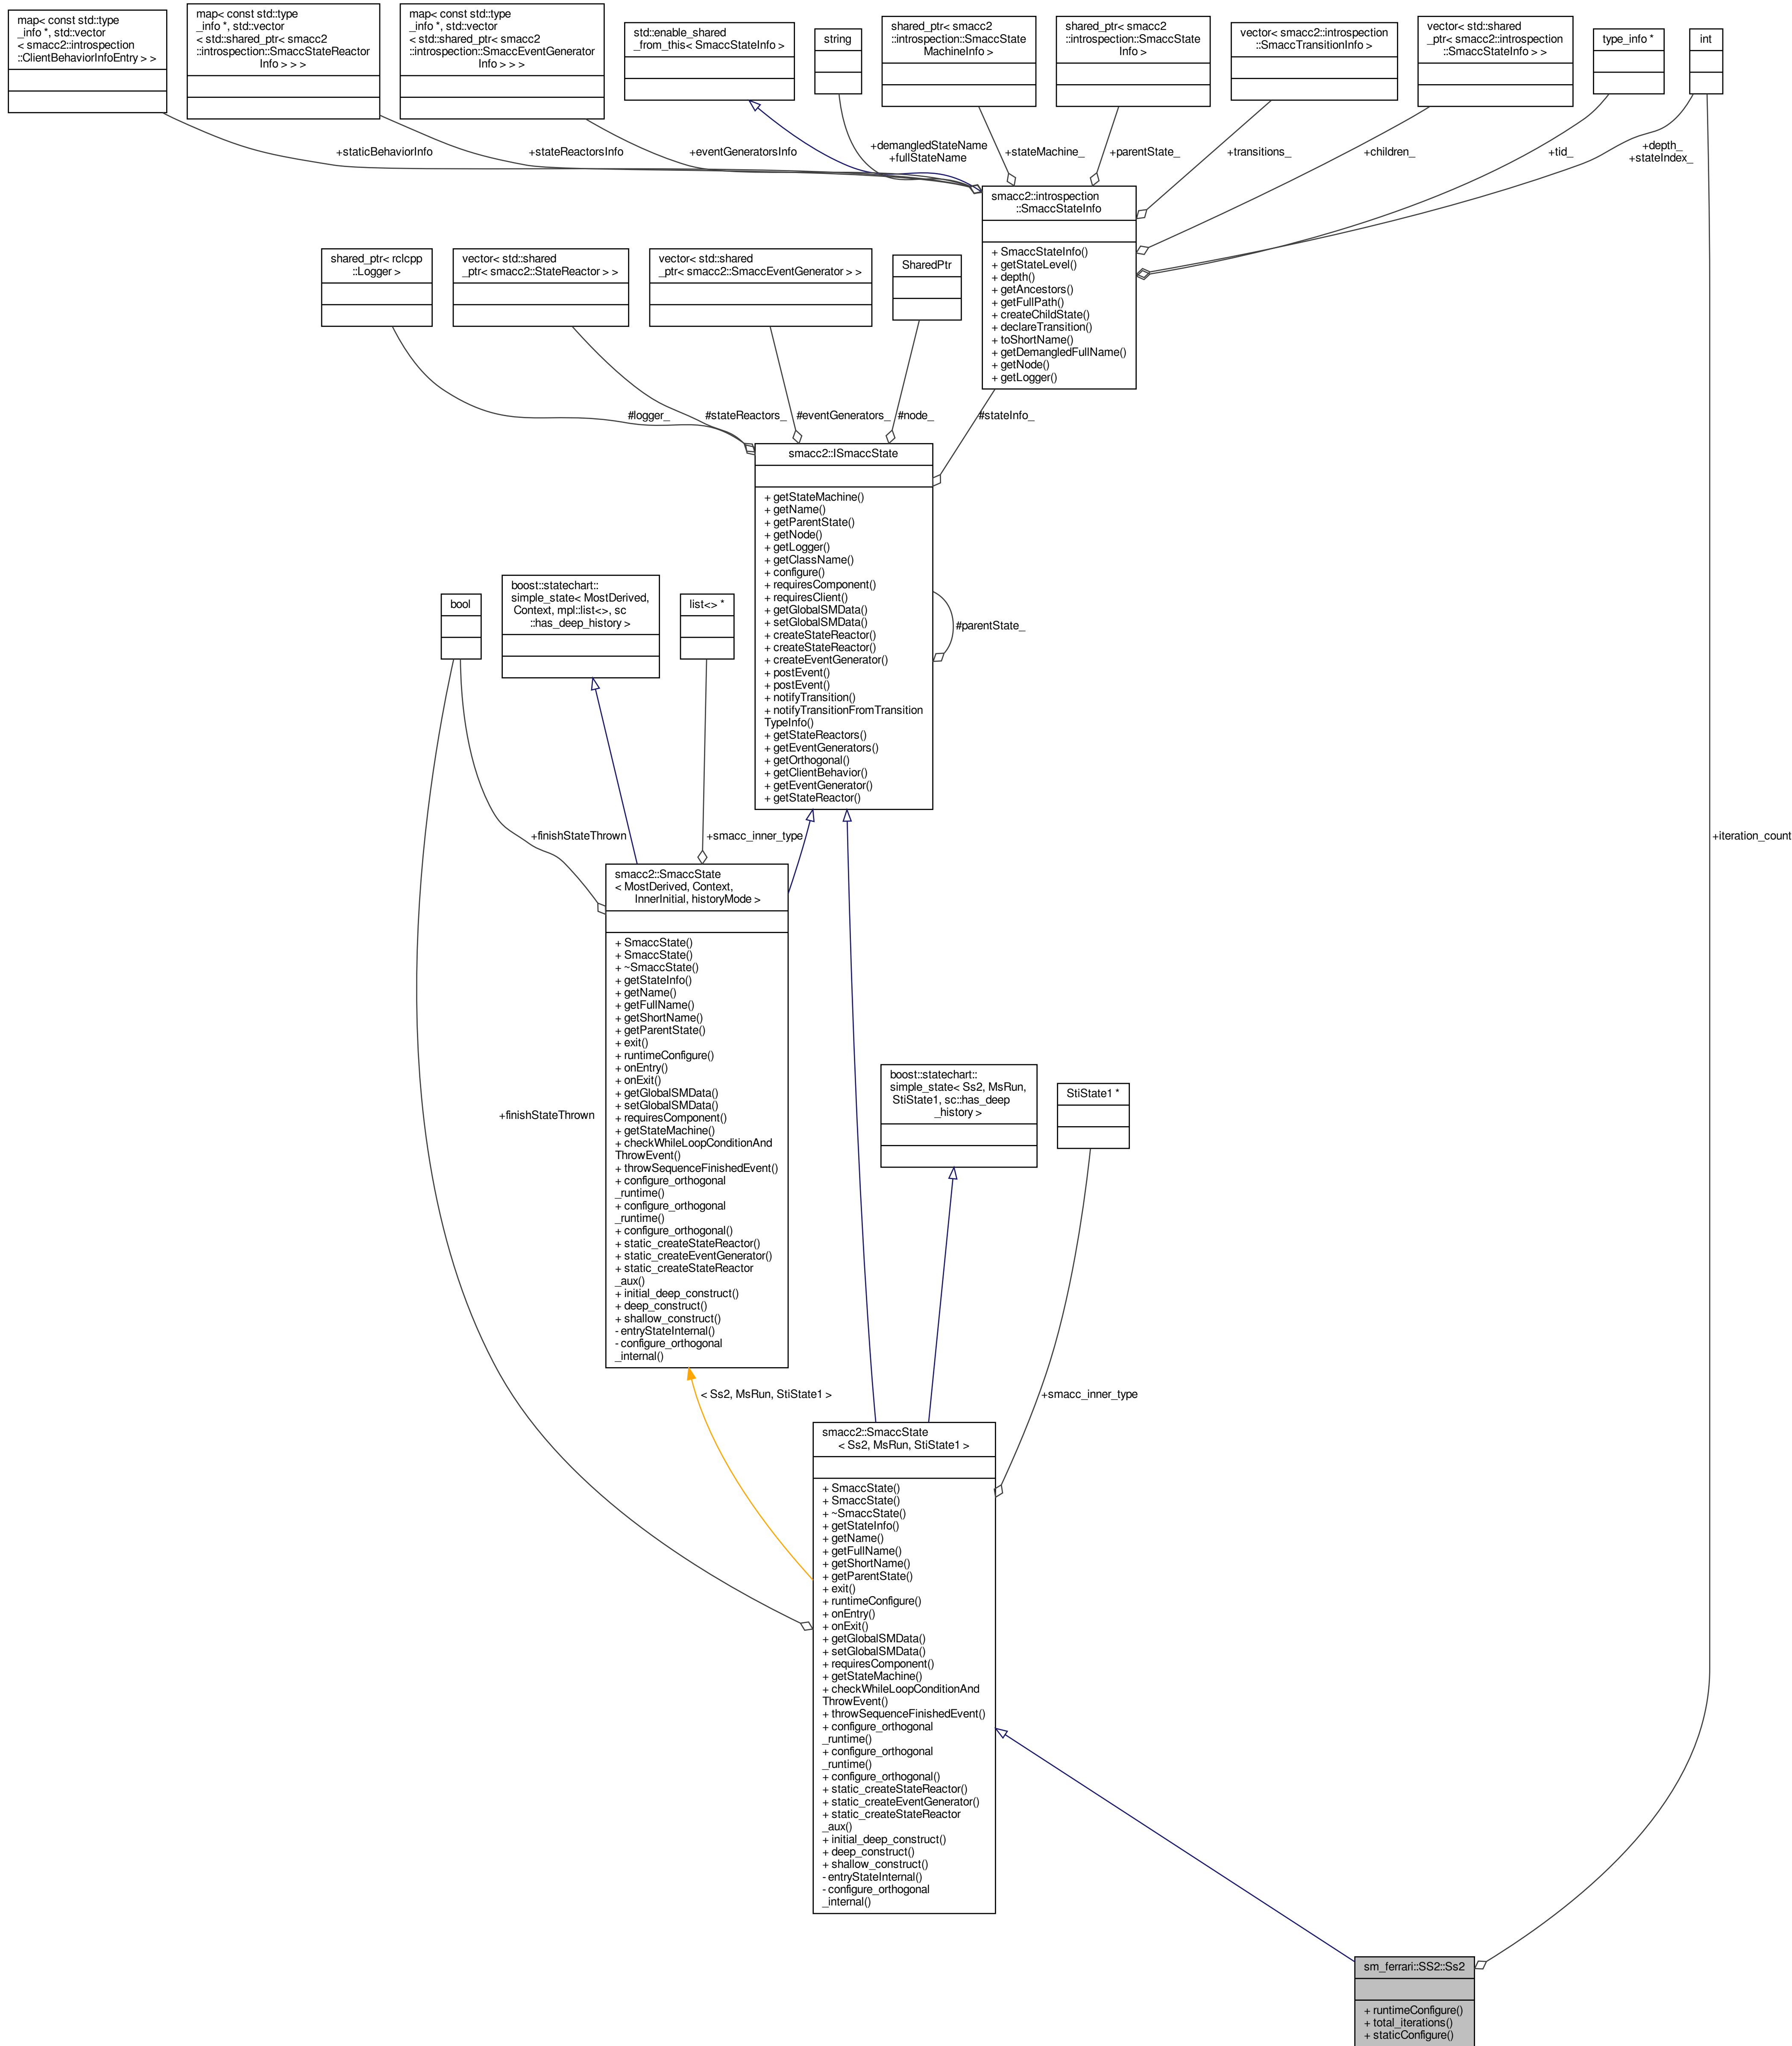 map< const std::type
_info *, std::vector
< smacc2::introspection
::ClientBehaviorInfoEntry > >
map< const std::type
_info *, std::vector
< std::shared_ptr< smacc2
::introspection::SmaccStateReactor
Info > > >
map< const std::type
_info *, std::vector
< std::shared_ptr< smacc2
::introspection::SmaccEventGenerator
Info > > >
std::enable_shared
_from_this< SmaccStateInfo >
string
shared_ptr< smacc2
::introspection::SmaccState
MachineInfo >
shared_ptr< smacc2
::introspection::SmaccState
Info >
vector< smacc2::introspection
::SmaccTransitionInfo >
vector< std::shared
_ptr< smacc2::introspection
::SmaccStateInfo > >
type_info *
int
+staticBehaviorInfo
+stateReactorsInfo
+eventGeneratorsInfo
+demangledStateName
+fullStateName
+stateMachine_
+parentState_
+transitions_
+children_
+tid_
+depth_
+stateIndex_
smacc2::introspection
::SmaccStateInfo
+ SmaccStateInfo()
+ getStateLevel()
+ depth()
+ getAncestors()
+ getFullPath()
+ createChildState()
+ declareTransition()
+ toShortName()
+ getDemangledFullName()
+ getNode()
+ getLogger()
shared_ptr< rclcpp
::Logger >
vector< std::shared
_ptr< smacc2::StateReactor > >
vector< std::shared
_ptr< smacc2::SmaccEventGenerator > >
SharedPtr
#logger_
#stateReactors_
#eventGenerators_
#node_
#stateInfo_
smacc2::ISmaccState
+ getStateMachine()
+ getName()
+ getParentState()
+ getNode()
+ getLogger()
+ getClassName()
+ configure()
+ requiresComponent()
+ requiresClient()
+ getGlobalSMData()
+ setGlobalSMData()
+ createStateReactor()
+ createStateReactor()
+ createEventGenerator()
+ postEvent()
+ postEvent()
+ notifyTransition()
+ notifyTransitionFromTransition
TypeInfo()
+ getStateReactors()
+ getEventGenerators()
+ getOrthogonal()
+ getClientBehavior()
+ getEventGenerator()
+ getStateReactor()
#parentState_
bool
boost::statechart::
simple_state< MostDerived,
Context, mpl::list<>, sc
::has_deep_history >
list<> *
+finishStateThrown
+smacc_inner_type
+iteration_count
smacc2::SmaccState
< MostDerived, Context,
InnerInitial, historyMode >
+ SmaccState()
+ SmaccState()
+ ~SmaccState()
+ getStateInfo()
+ getName()
+ getFullName()
+ getShortName()
+ getParentState()
+ exit()
+ runtimeConfigure()
+ onEntry()
+ onExit()
+ getGlobalSMData()
+ setGlobalSMData()
+ requiresComponent()
+ getStateMachine()
+ checkWhileLoopConditionAnd
ThrowEvent()
+ throwSequenceFinishedEvent()
+ configure_orthogonal
_runtime()
+ configure_orthogonal
_runtime()
+ configure_orthogonal()
+ static_createStateReactor()
+ static_createEventGenerator()
+ static_createStateReactor
_aux()
+ initial_deep_construct()
+ deep_construct()
+ shallow_construct()
- entryStateInternal()
- configure_orthogonal
_internal()
+finishStateThrown
boost::statechart::
simple_state< Ss2, MsRun,
StiState1, sc::has_deep
_history >
StiState1 *
< Ss2, MsRun, StiState1 >
+smacc_inner_type
smacc2::SmaccState
< Ss2, MsRun, StiState1 >
+ SmaccState()
+ SmaccState()
+ ~SmaccState()
+ getStateInfo()
+ getName()
+ getFullName()
+ getShortName()
+ getParentState()
+ exit()
+ runtimeConfigure()
+ onEntry()
+ onExit()
+ getGlobalSMData()
+ setGlobalSMData()
+ requiresComponent()
+ getStateMachine()
+ checkWhileLoopConditionAnd
ThrowEvent()
+ throwSequenceFinishedEvent()
+ configure_orthogonal
_runtime()
+ configure_orthogonal
_runtime()
+ configure_orthogonal()
+ static_createStateReactor()
+ static_createEventGenerator()
+ static_createStateReactor
_aux()
+ initial_deep_construct()
+ deep_construct()
+ shallow_construct()
- entryStateInternal()
- configure_orthogonal
_internal()
sm_ferrari::SS2::Ss2
+ runtimeConfigure()
+ total_iterations()
+ staticConfigure()